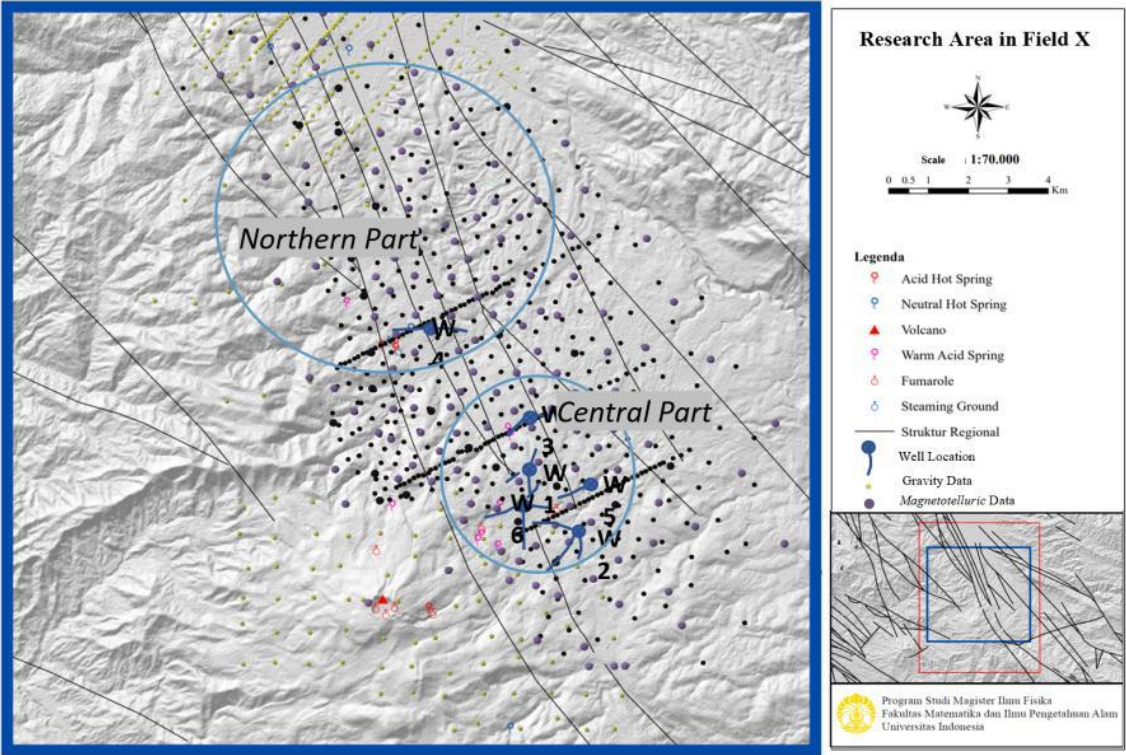 Northern Part
W
4
Central Part
W
3
W
1
W
5
W
6
W
2
Research Area in Field X
N
W
E
S
Scale : 1:70.000
0 0.5 1 2 3 4
Km
Legenda
Acid Hot Spring
Neutral Hot Spring
Volcano
Warm Acid Spring
Fumarole
Steaming Ground
Struktur Regional
Well Location
Gravity Data
Magnetotelluric Data
Program Studi Magister Ilmu Fisika
Fakultas Matematika dan Ilmu Pengetahuan Alam
Universitas Indonesia